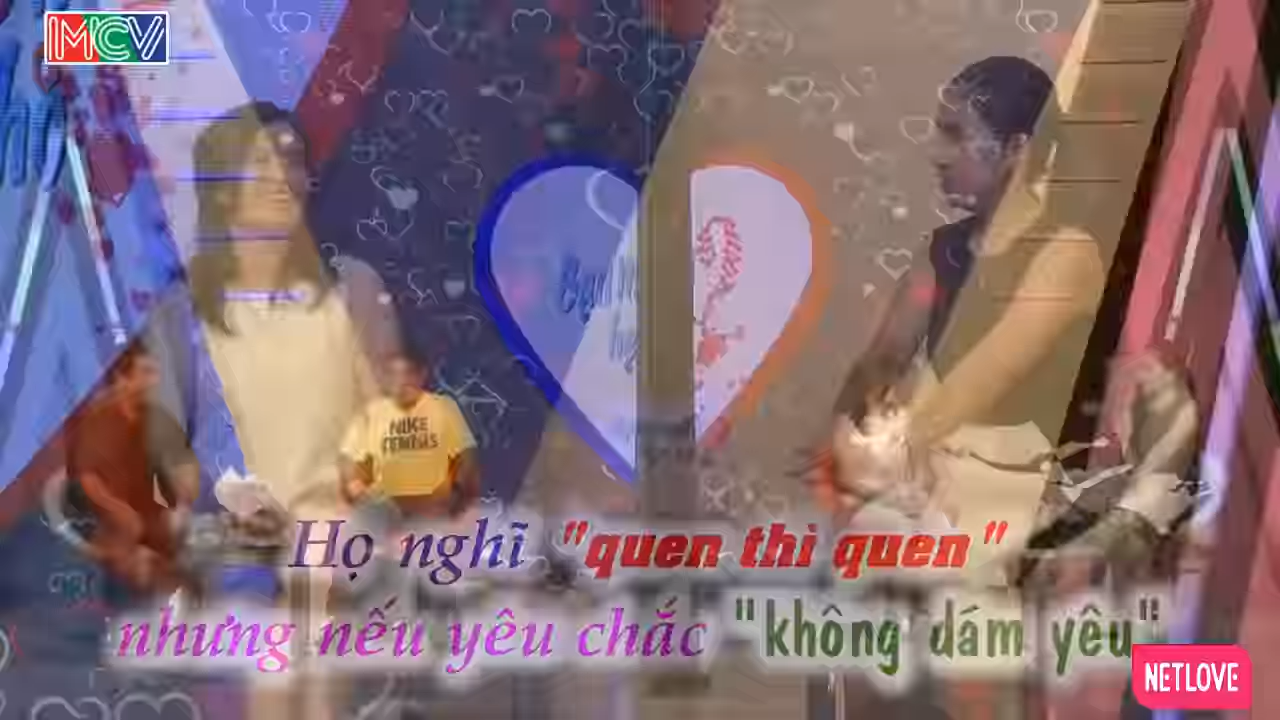 MCV
NIKE
TENNIS
Họ nghĩ "quen thì quen"
nhưng nếu yêu chắc "không dám yêu"
NETLOVE